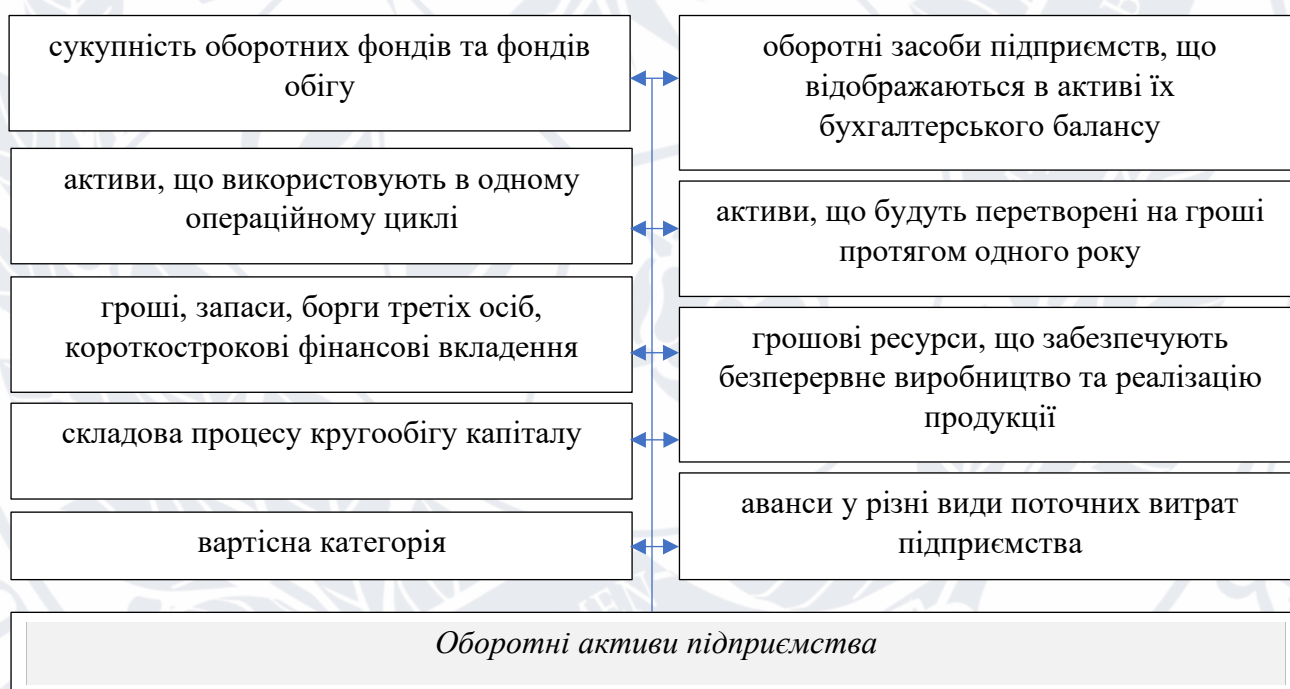 сукупність оборотних фондів та фондів
обігу
оборотні засоби підприємств, що
відображаються в активі їх
бухгалтерського балансу
активи, що використовують в одному
операційному циклі
активи, що будуть перетворені на гроші
протягом одного року
гроші, запаси, борги третіх осіб,
короткострокові фінансові вкладення
грошові ресурси, що забезпечують
безперервне виробництво та реалізацію
продукції
складова процесу кругообігу капіталу
аванси у різні види поточних витрат
підприємства
вартісна категорія
Оборотні активи підприємства